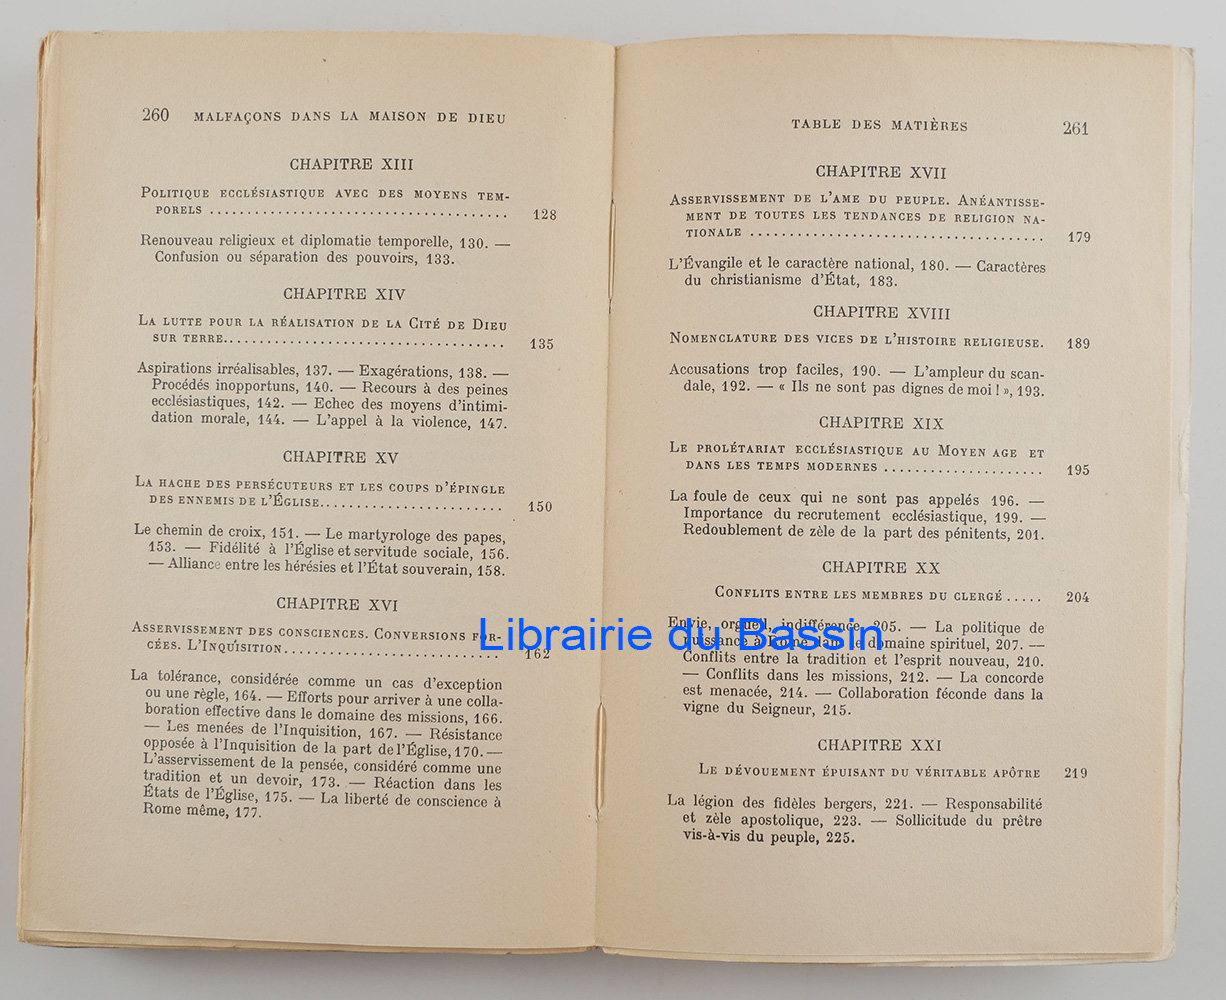 260 MALFAÇONS DANS LA MAISON DE DIEU
CHAPITRE XIII
POLITIQUE ECCLÉSIASTIQUE AVEC DES MOYENS TEM-
PORELS ........................................ 128
Renouveau religieux et diplomatie temporelle, 130. —
Confusion ou séparation des pouvoirs, 133.
CHAPITRE XIV
LA LUTTE POUR LA RÉALISATION DE LA CITÉ DE DIEU
SUR TERRE...................................... 135
Aspirations irréalisables, 137. — Exagérations, 138. —
Procédés inopportuns, 140. — Recours à des peines
ecclésiastiques, 142. — Echec des moyens d'intimi-
dation morale, 144. — L'appel à la violence, 147.
CHAPITRE XV
LA HACHE DES PERSÉCUTEURS ET LES COUPS D'ÉPINGLE
DES ENNEMIS DE L'ÉGLISE......................... 150
Le chemin de croix, 151. — Le martyrologe des papes,
153. — Fidélité à l'Église et servitude sociale, 156.
— Alliance entre les hérésies et l'État souverain, 158.
CHAPITRE XVI
ASSERVISSEMENT DES CONSCIENCES. CONVERSIONS FOR-
CÉES. L'INQUISITION............................. 162
La tolérance, considérée comme un cas d'exception
ou une règle, 164. — Efforts pour arriver à une colla-
boration effective dans le domaine des missions, 166.
— Les menées de l'Inquisition, 167. — Résistance
opposée à l'Inquisition de la part de l'Église, 170. —
L'asservissement de la pensée, considéré comme une
tradition et un devoir, 173. — Réaction dans les
États de l'Église, 175. — La liberté de conscience à
Rome même, 177.
TABLE DES MATIÈRES 261
CHAPITRE XVII
ASSERVISSEMENT DE L'AME DU PEUPLE. ANÉANTISSE-
MENT DE TOUTES LES TENDANCES DE RELIGION NA-
TIONALE ....................................... 179
L'Évangile et le caractère national, 180. — Caractères
du christianisme d'État, 183.
CHAPITRE XVIII
NOMENCLATURE DES VICES DE L'HISTOIRE RELIGIEUSE. 189
Accusations trop faciles, 190. — L'ampleur du scan-
dale, 192. — « Ils ne sont pas dignes de moi ! », 193.
CHAPITRE XIX
LE PROLÉTARIAT ECCLÉSIASTIQUE AU MOYEN AGE ET
DANS LES TEMPS MODERNES ...................... 195
La foule de ceux qui ne sont pas appelés 196. —
Importance du recrutement ecclésiastique, 199. —
Redoublement de zèle de la part des pénitents, 201.
CHAPITRE XX
CONFLITS ENTRE LES MEMBRES DU CLERGÉ ..... 204
Envie, orgueil, indifférence, 205. — La politique de
puissance à Rome dans le domaine spirituel, 207. —
Conflits entre la tradition et l'esprit nouveau, 210.
— Conflits dans les missions, 212. — La concorde
est menacée, 214. — Collaboration féconde dans la
vigne du Seigneur, 215.
CHAPITRE XXI
LE DÉVOUEMENT ÉPUISANT DU VÉRITABLE APÔTRE 219
La légion des fidèles bergers, 221. — Responsabilité
et zèle apostolique, 223. — Sollicitude du prêtre
vis-à-vis du peuple, 225.
Librairie du Bassin